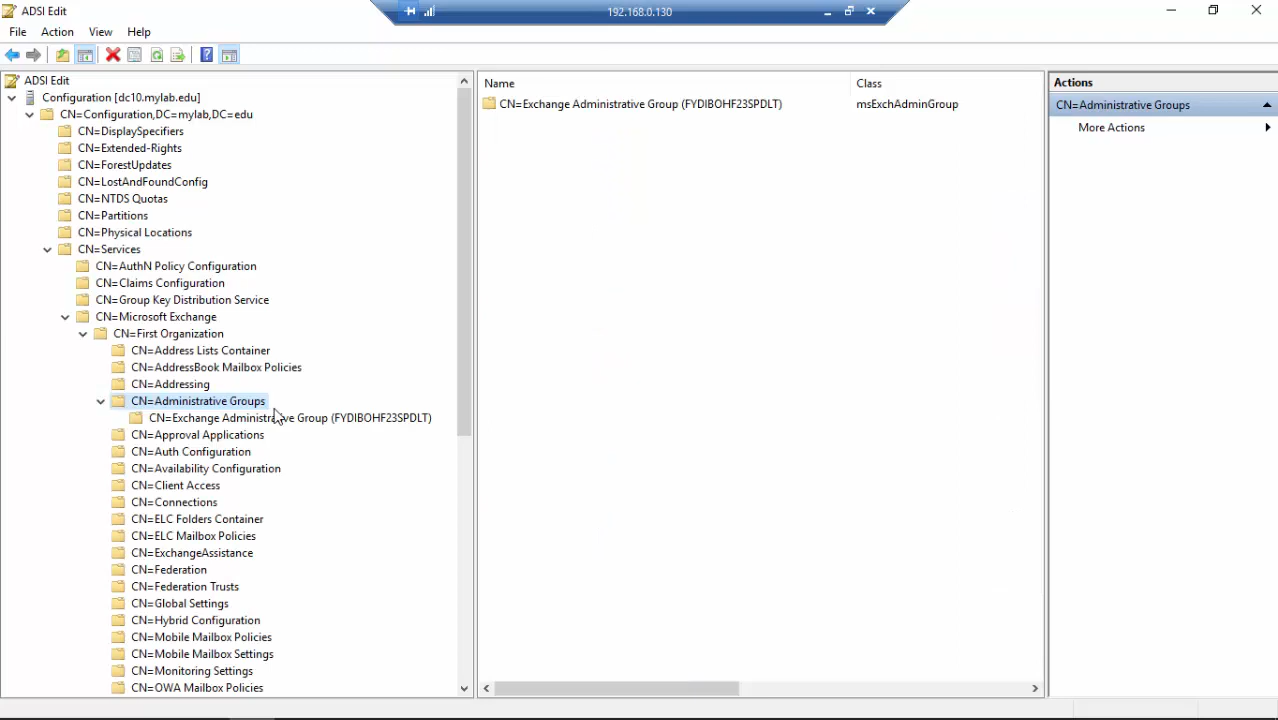 ADSI Edit
192.168.0.130
File Action View Help
ADSI Edit
Configuration [dc10.mylab.edu]
CN=Configuration,DC=mylab,DC=edu
CN=DisplaySpecifiers
CN=Extended-Rights
CN=ForestUpdates
CN=LostAndFoundConfig
CN=NTDS Quotas
CN=Partitions
CN=Physical Locations
CN=Services
CN=AuthN Policy Configuration
CN=Claims Configuration
CN=Group Key Distribution Service
CN=Microsoft Exchange
CN=First Organization
CN=Address Lists Container
CN=AddressBook Mailbox Policies
CN=Addressing
CN=Administrative Groups
CN=Exchange Administrative Group (FYDIBOHF23SPDLT)
CN=Approval Applications
CN=Auth Configuration
CN=Availability Configuration
CN=Client Access
CN=Connections
CN=ELC Folders Container
CN=ELC Mailbox Policies
CN=ExchangeAssistance
CN=Federation
CN=Federation Trusts
CN=Global Settings
CN=Hybrid Configuration
CN=Mobile Mailbox Policies
CN=Mobile Mailbox Settings
CN=Monitoring Settings
CN=OWA Mailbox Policies
Name Class
CN=Exchange Administrative Group (FYDIBOHF23SPDLT) msExchAdminGroup
Actions
CN=Administrative Groups
More Actions